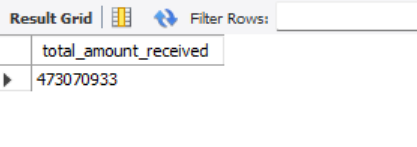 Result Grid Filter Rows:
total_amount_received
473070933